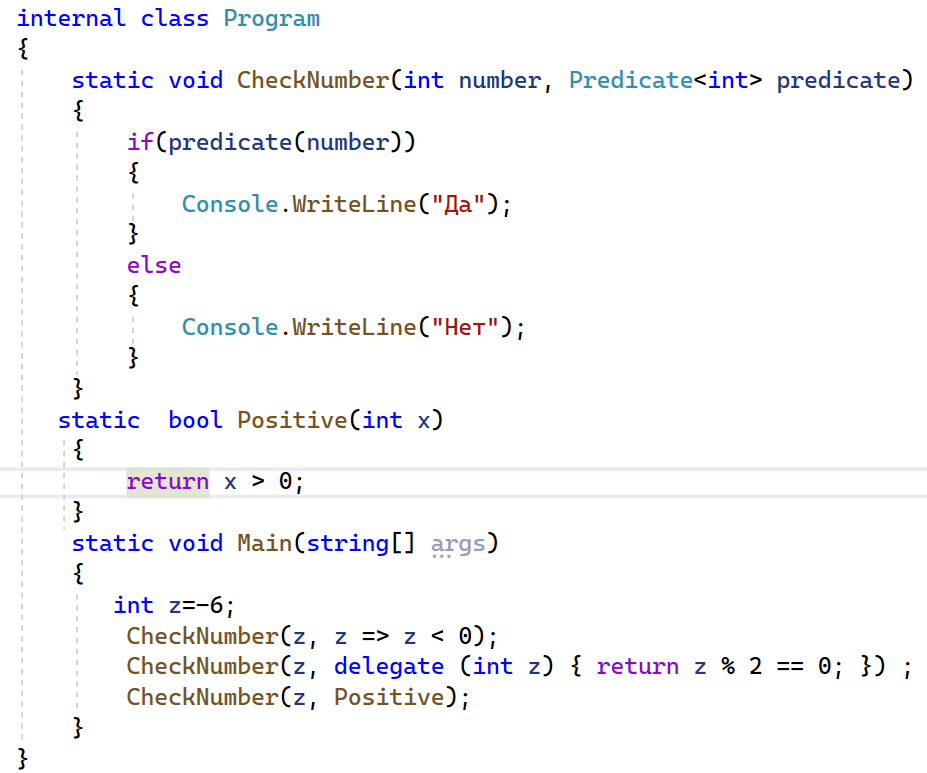 internal class Program
{
    static void CheckNumber(int number, Predicate<int> predicate)
    {
        if(predicate(number))
        {
            Console.WriteLine("Да");
        }
        else
        {
            Console.WriteLine("Нет");
        }
    }
   static  bool Positive(int x)
    {
        return x > 0;
    }
    static void Main(string[] args)
    {
       int z=-6;
        CheckNumber(z, z => z < 0);
        CheckNumber(z, delegate (int z) { return z % 2 == 0; }) ;
        CheckNumber(z, Positive);
    }
}